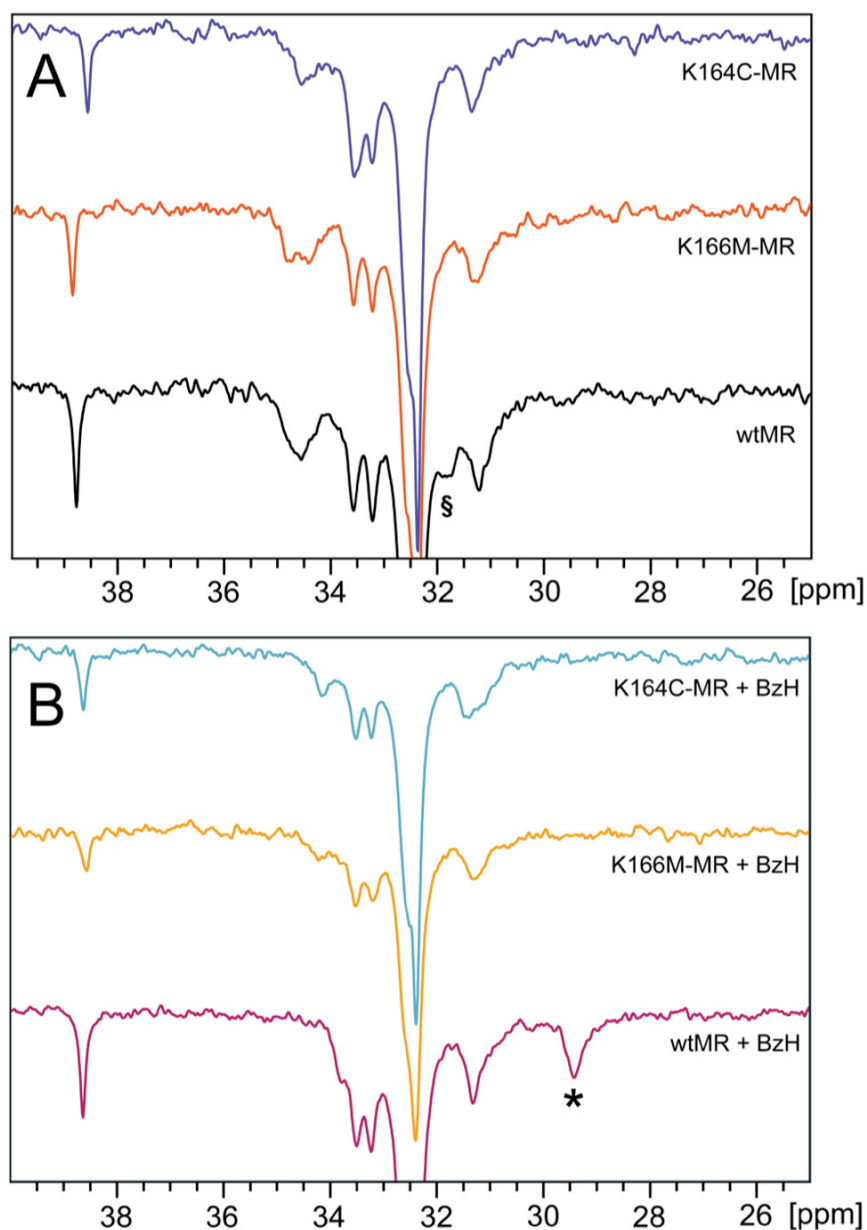 A
K164C-MR
K166M-MR
wtMR
§
38 36 34 32 30 28 26 [ppm]
B
K164C-MR + BzH
K166M-MR + BzH
wtMR + BzH
*
38 36 34 32 30 28 26 [ppm]